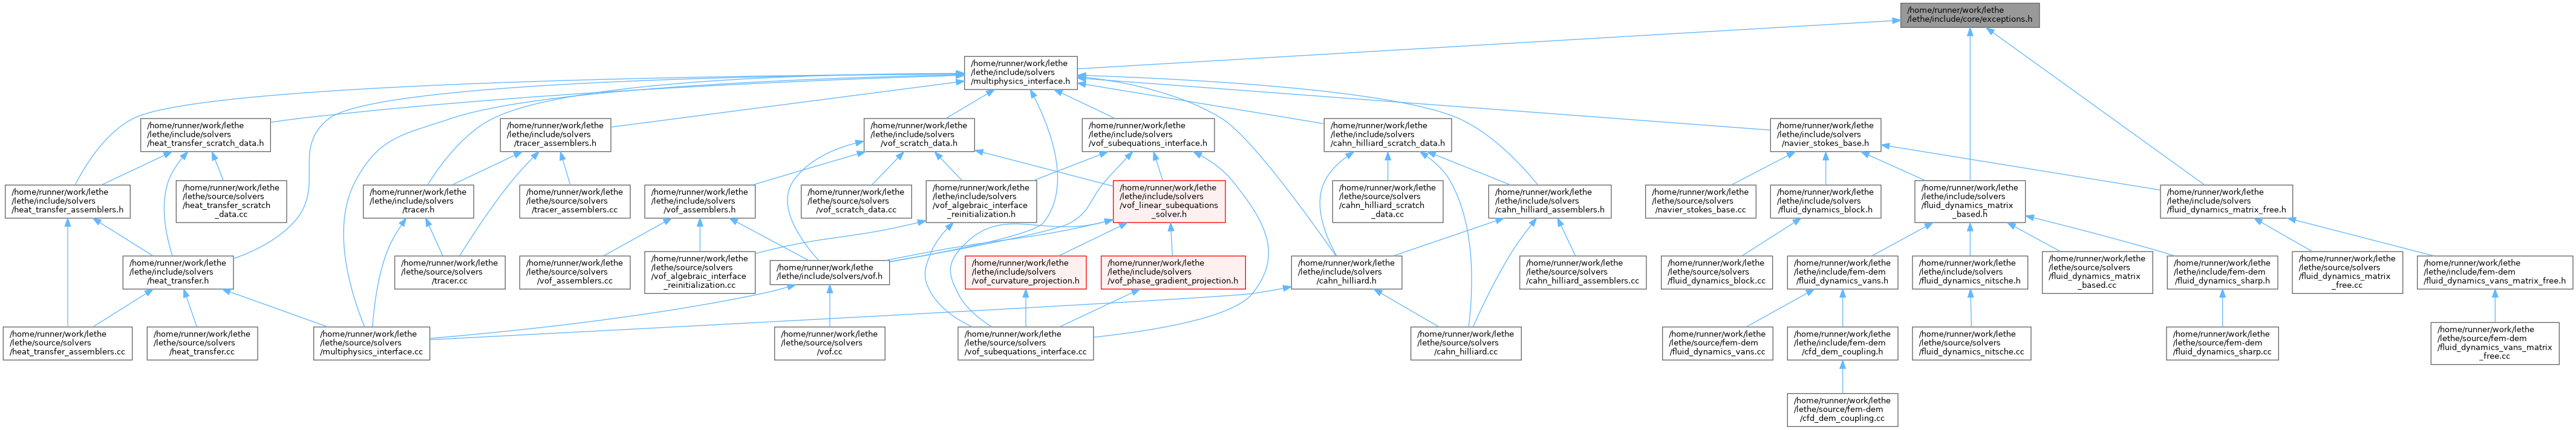 /home/runner/work/lethe
/lethe/include/core/exceptions.h
/home/runner/work/lethe
/lethe/include/solvers
/multiphysics_interface.h
/home/runner/work/lethe
/lethe/include/solvers
/heat_transfer_scratch_data.h
/home/runner/work/lethe
/lethe/include/solvers
/tracer_assemblers.h
/home/runner/work/lethe
/lethe/include/solvers
/vof_scratch_data.h
/home/runner/work/lethe
/lethe/include/solvers
/vof_subequations_interface.h
/home/runner/work/lethe
/lethe/include/solvers
/cahn_hilliard_scratch_data.h
/home/runner/work/lethe
/lethe/include/solvers
/navier_stokes_base.h
/home/runner/work/lethe
/lethe/include/solvers
/heat_transfer_assemblers.h
/home/runner/work/lethe
/lethe/source/solvers
/heat_transfer_scratch
_data.cc
/home/runner/work/lethe
/lethe/include/solvers
/tracer.h
/home/runner/work/lethe
/lethe/source/solvers
/tracer_assemblers.cc
/home/runner/work/lethe
/lethe/include/solvers
/vof_assemblers.h
/home/runner/work/lethe
/lethe/source/solvers
/vof_scratch_data.cc
/home/runner/work/lethe
/lethe/include/solvers
/vof_algebraic_interface
_reinitialization.h
/home/runner/work/lethe
/lethe/include/solvers
/vof_linear_subequations
_solver.h
/home/runner/work/lethe
/lethe/source/solvers
/cahn_hilliard_scratch
_data.cc
/home/runner/work/lethe
/lethe/include/solvers
/cahn_hilliard_assemblers.h
/home/runner/work/lethe
/lethe/source/solvers
/navier_stokes_base.cc
/home/runner/work/lethe
/lethe/include/solvers
/fluid_dynamics_block.h
/home/runner/work/lethe
/lethe/include/solvers
/fluid_dynamics_matrix
_based.h
/home/runner/work/lethe
/lethe/include/solvers
/fluid_dynamics_matrix_free.h
/home/runner/work/lethe
/lethe/include/solvers
/heat_transfer.h
/home/runner/work/lethe
/lethe/source/solvers
/tracer.cc
/home/runner/work/lethe
/lethe/source/solvers
/vof_assemblers.cc
/home/runner/work/lethe
/lethe/source/solvers
/vof_algebraic_interface
_reinitialization.cc
/home/runner/work/lethe
/lethe/include/solvers/vof.h
/home/runner/work/lethe
/lethe/include/solvers
/vof_curvature_projection.h
/home/runner/work/lethe
/lethe/include/solvers
/vof_phase_gradient_projection.h
/home/runner/work/lethe
/lethe/include/solvers
/cahn_hilliard.h
/home/runner/work/lethe
/lethe/source/solvers
/cahn_hilliard_assemblers.cc
/home/runner/work/lethe
/lethe/source/solvers
/fluid_dynamics_block.cc
/home/runner/work/lethe
/lethe/include/fem-dem
/fluid_dynamics_vans.h
/home/runner/work/lethe
/lethe/include/solvers
/fluid_dynamics_nitsche.h
/home/runner/work/lethe
/lethe/source/solvers
/fluid_dynamics_matrix
_based.cc
/home/runner/work/lethe
/lethe/include/fem-dem
/fluid_dynamics_sharp.h
/home/runner/work/lethe
/lethe/source/solvers
/fluid_dynamics_matrix
_free.cc
/home/runner/work/lethe
/lethe/include/fem-dem
/fluid_dynamics_vans_matrix_free.h
/home/runner/work/lethe
/lethe/source/solvers
/heat_transfer_assemblers.cc
/home/runner/work/lethe
/lethe/source/solvers
/heat_transfer.cc
/home/runner/work/lethe
/lethe/source/solvers
/multiphysics_interface.cc
/home/runner/work/lethe
/lethe/source/solvers
/vof.cc
/home/runner/work/lethe
/lethe/source/solvers
/vof_subequations_interface.cc
/home/runner/work/lethe
/lethe/source/solvers
/cahn_hilliard.cc
/home/runner/work/lethe
/lethe/source/fem-dem
/fluid_dynamics_vans.cc
/home/runner/work/lethe
/lethe/include/fem-dem
/cfd_dem_coupling.h
/home/runner/work/lethe
/lethe/source/solvers
/fluid_dynamics_nitsche.cc
/home/runner/work/lethe
/lethe/source/fem-dem
/fluid_dynamics_sharp.cc
/home/runner/work/lethe
/lethe/source/fem-dem
/fluid_dynamics_vans_matrix
_free.cc
/home/runner/work/lethe
/lethe/source/fem-dem
/cfd_dem_coupling.cc